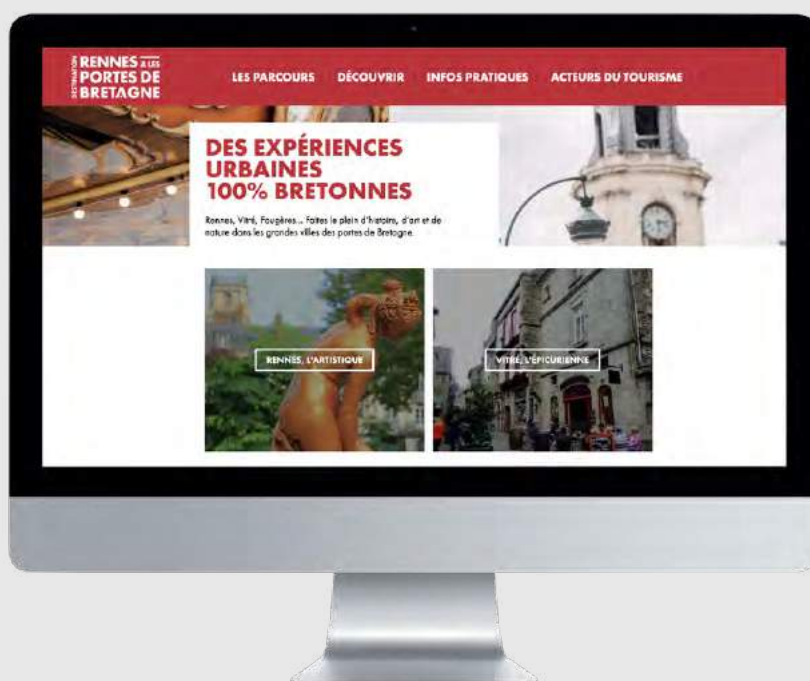 DESTINATION
RENNES & LES
PORTES DE
BRETAGNE
LES PARCOURS DÉCOUVRIR INFOS PRATIQUES ACTEURS DU TOURISME
DES EXPÉRIENCES
URBAINES
100% BRETONNES
Rennes, Vitré, Fougères... Faites le plein d'histoire, d'art et de
nature dans les grandes villes des portes de Bretagne.
RENNES, L'ARTISTIQUE
VITRÉ, L'ÉPICURIENNE